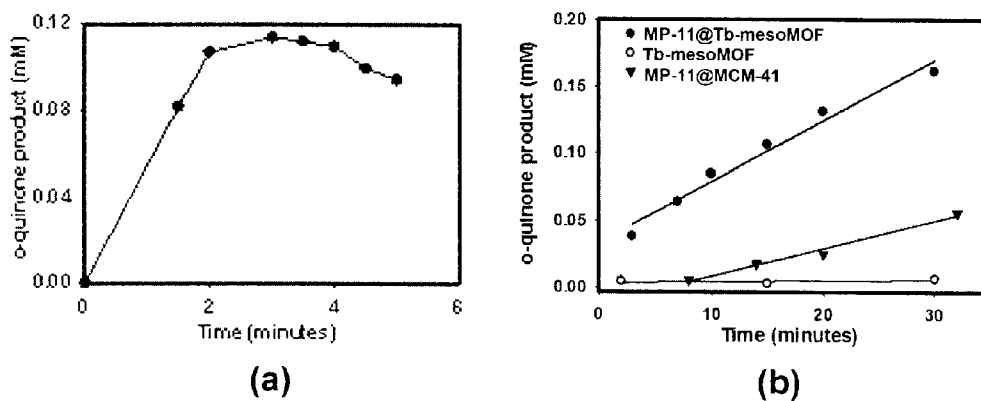 0.12
0.08
0.04
0.00
o-quinone product (mM)
0 2 4 6
Time (minutes)
(a)
0.20
0.15
0.10
0.05
0.00
o-quinone product (mM)
MP-11@Tb-mesoMOF
Tb-mesoMOF
MP-11@MCM-41
0 10 20 30
Time (minutes)
(b)